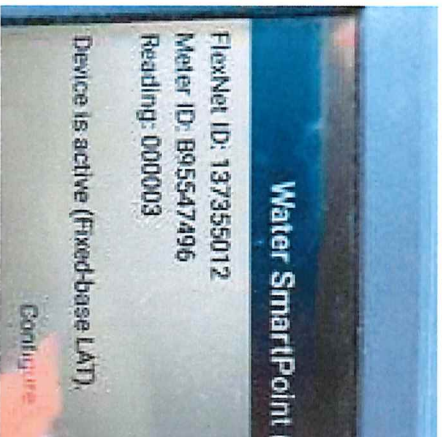 Water SmartPoint
FlexNet ID: 137355012
Meter ID: B95547496
Reading: 000003
Device is active (Fixed-base LAT),
Configure